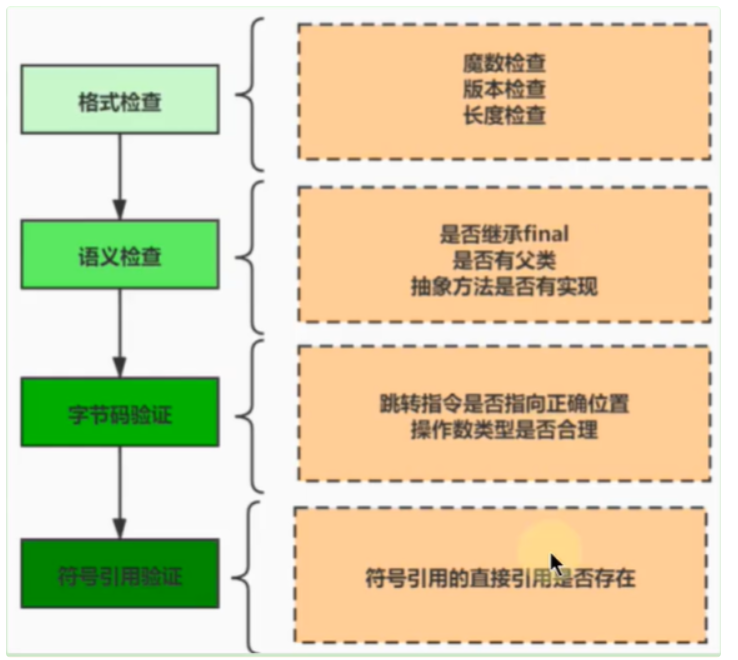 格式检查
魔数检查
版本检查
长度检查
语义检查
是否继承final
是否有父类
抽象方法是否有实现
字节码验证
跳转指令是否指向正确位置
操作数类型是否合理
符号引用验证
符号引用的直接引用是否存在